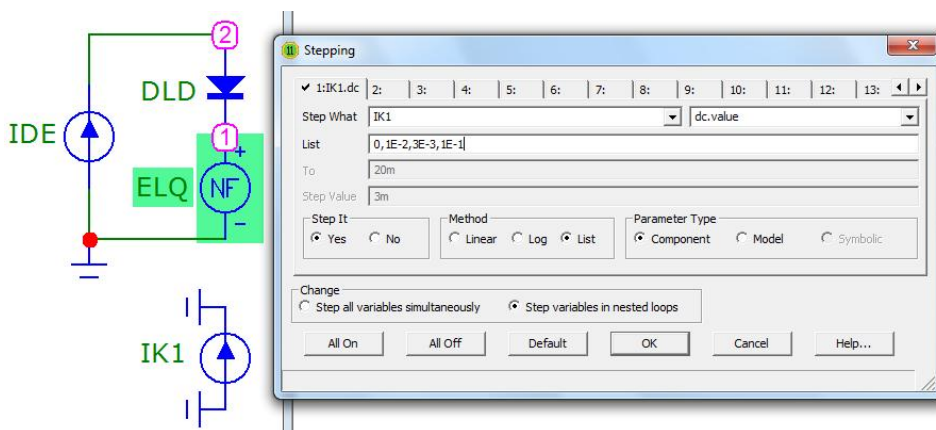 2
DLD
IDE
1
+
ELQ
NF
-
IK1
11 Stepping
✓ 1:IK1.dc 2: 3: 4: 5: 6: 7: 8: 9: 10: 11: 12: 13:
Step What IK1 dc.value
List 0,1E-2,3E-3,1E-1
To 20m
Step Value 3m
Step It
Yes No
Method
Linear Log List
Parameter Type
Component Model Symbolic
Change
Step all variables simultaneously Step variables in nested loops
All On All Off Default OK Cancel Help...